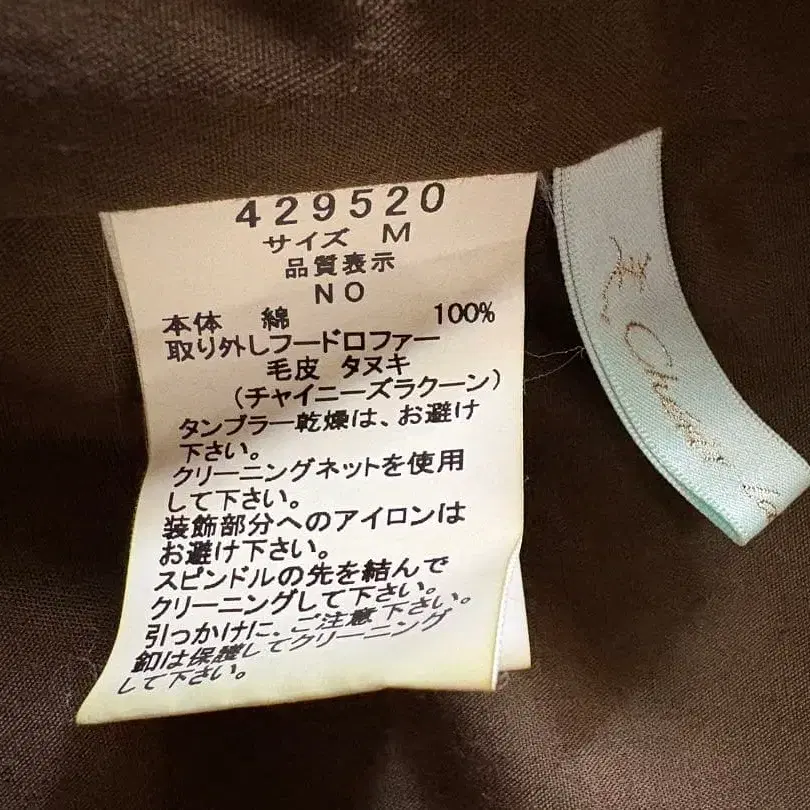 429520
サイズ M
品質表示
NO
本体 綿 100%
取り外しフードロファー
毛皮 タヌキ
(チャイニーズラクーン)
タンブラー乾燥は、お避け
下さい。
クリーニングネットを使用
して下さい。
装飾部分へのアイロンは
お避け下さい。
スピンドルの先を結んで
クリーニングして下さい。
引っかけに、ご注意下さい。
釦は保護してクリーニング
して下さい。